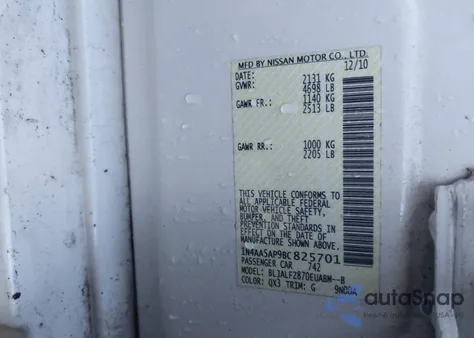 MFD BY NISSAN MOTOR CO., LTD.
DATE: 12/10
GVWR: 2131 KG
4698 LB
GAWR FR.: 1140 KG
2513 LB
GAWR RR.: 1000 KG
2205 LB
THIS VEHICLE CONFORMS TO
ALL APPLICABLE FEDERAL
MOTOR VEHICLE SAFETY,
BUMPER, AND THEFT
PREVENTION STANDARDS
IN EFFECT ON THE DATE OF
MANUFACTURE SHOWN ABOVE.
1N4AA5AP9BC825701
PASSENGER CAR 742
MODEL: BLJALFZ870EUABM--B
COLOR: QX3 TRIM: G
autoSnap